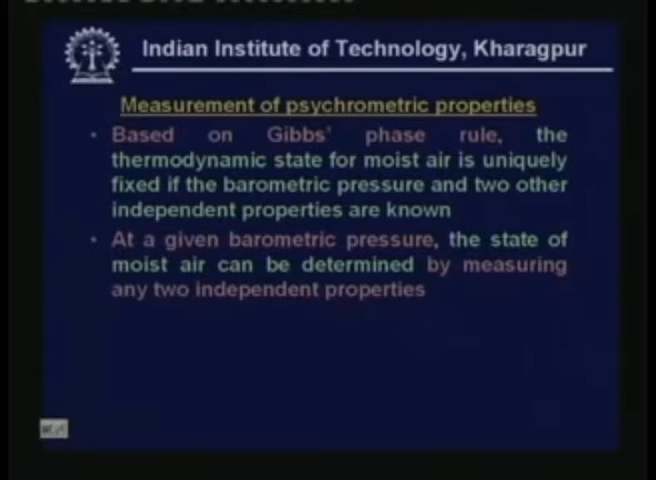 Indian Institute of Technology, Kharagpur
Measurement of psychrometric properties
• Based on Gibbs' phase rule, the
thermodynamic state for moist air is uniquely
fixed if the barometric pressure and two other
independent properties are known
• At a given barometric pressure, the state of
moist air can be determined by measuring
any two independent properties